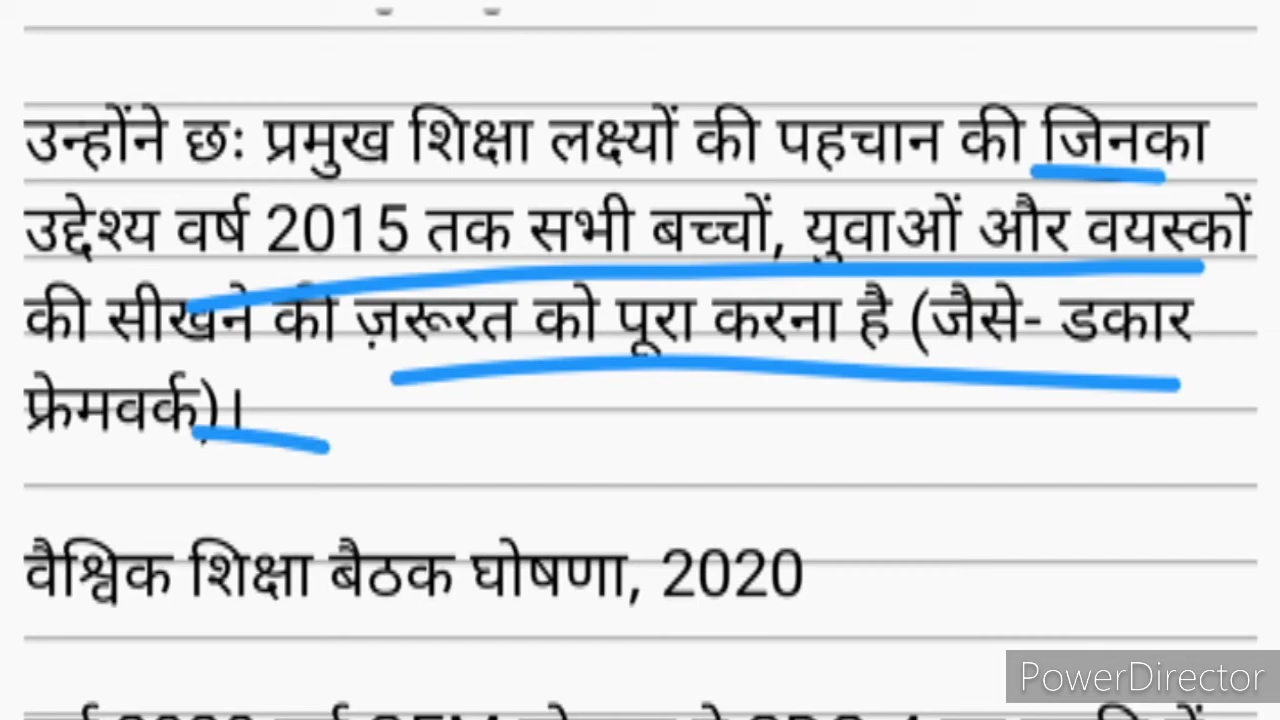 उन्होंने छः प्रमुख शिक्षा लक्ष्यों की पहचान की जिनका
उद्देश्य वर्ष 2015 तक सभी बच्चों, युवाओं और वयस्कों
की सीखने की ज़रूरत को पूरा करना है (जैसे- डकार
फ्रेमवर्क)।
वैश्विक शिक्षा बैठक घोषणा, 2020
PowerDirector